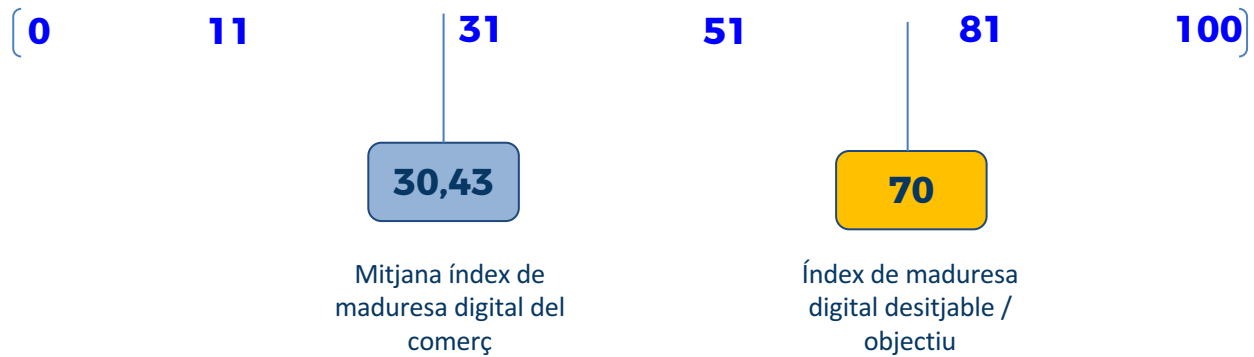 0 11 31 51 81 100
30,43 70
Mitjana índex de
maduresa digital del
comerç
Índex de maduresa
digital desitjable /
objectiu